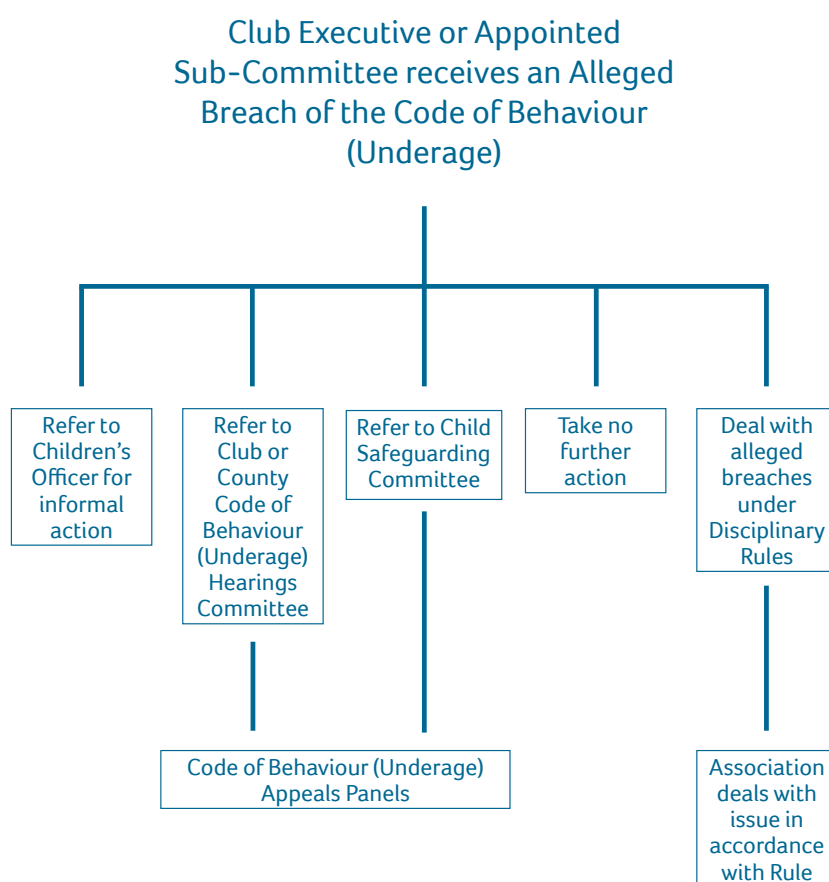 Club Executive or Appointed
Sub-Committee receives an Alleged
Breach of the Code of Behaviour
(Underage)
Refer to
Children’s
Officer for
informal
action
Refer to
Club or
County
Code of
Behaviour
(Underage)
Hearings
Committee
Refer to Child
Safeguarding
Committee
Take no
further
action
Deal with
alleged
breaches
under
Disciplinary
Rules
Code of Behaviour (Underage)
Appeals Panels
Association
deals with
issue in
accordance
with Rule